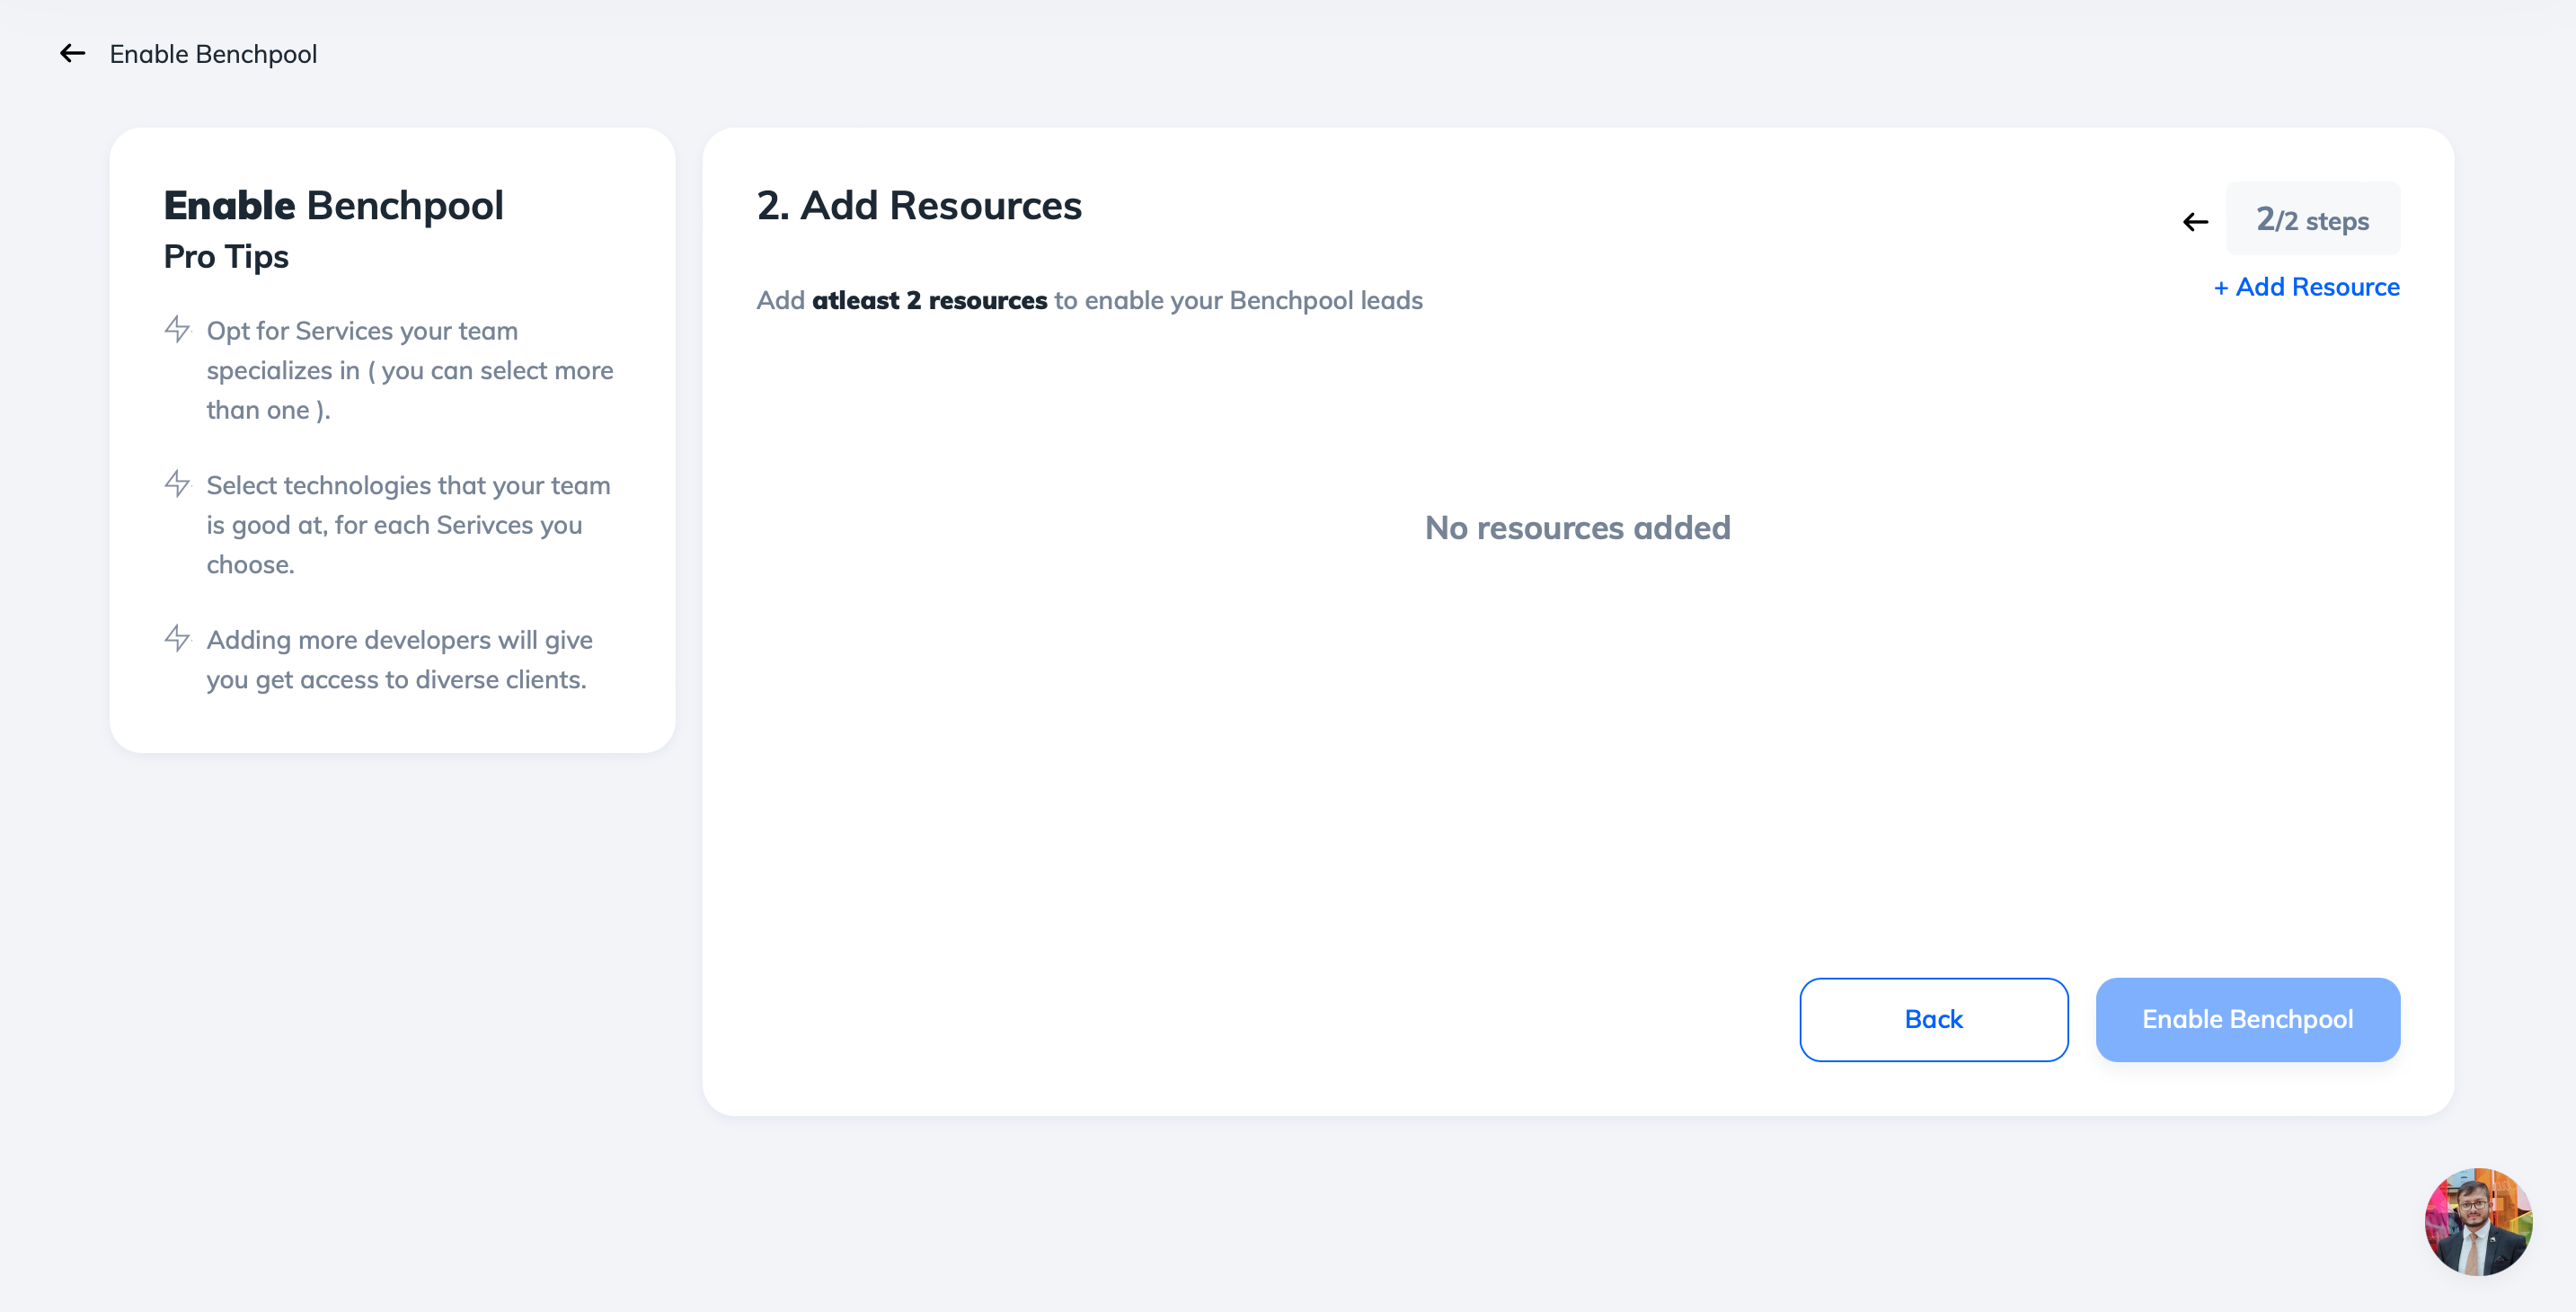 Enable Benchpool
Enable Benchpool
Pro Tips
Opt for Services your team
specializes in ( you can select more
than one ).
Select technologies that your team
is good at, for each Serivces you
choose.
Adding more developers will give
you get access to diverse clients.
2. Add Resources
2/2 steps
+ Add Resource
Add atleast 2 resources to enable your Benchpool leads
No resources added
Back
Enable Benchpool